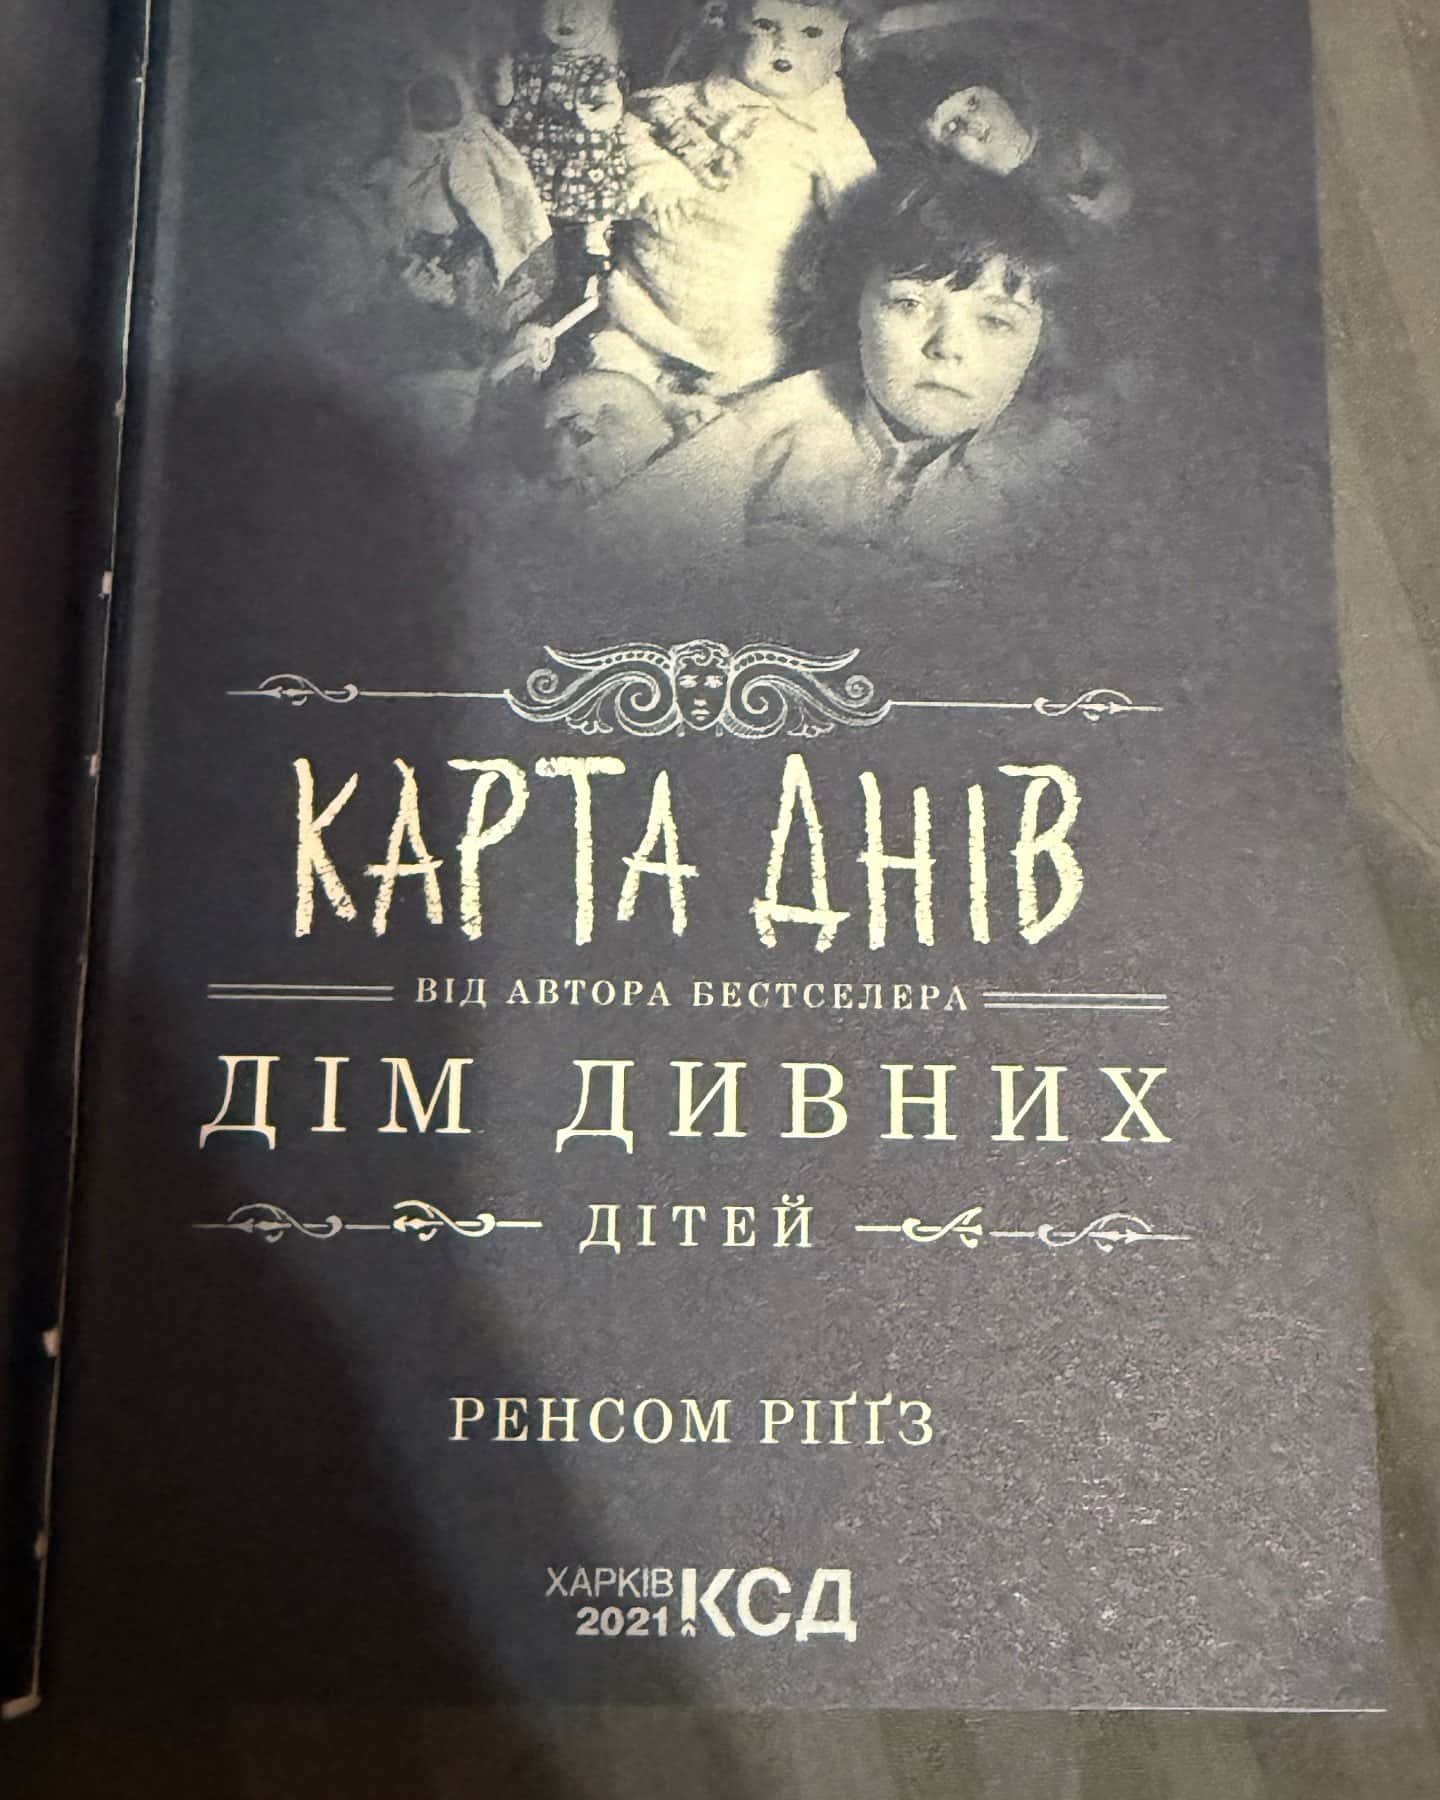 КАРТА ДНІВ
ВІД АВТОРА БЕСТСЕЛЕРА
ДІМ ДИВНИХ
ДІТЕЙ
РЕНСОМ РІҐҐЗ
ХАРКІВ КСД
2021